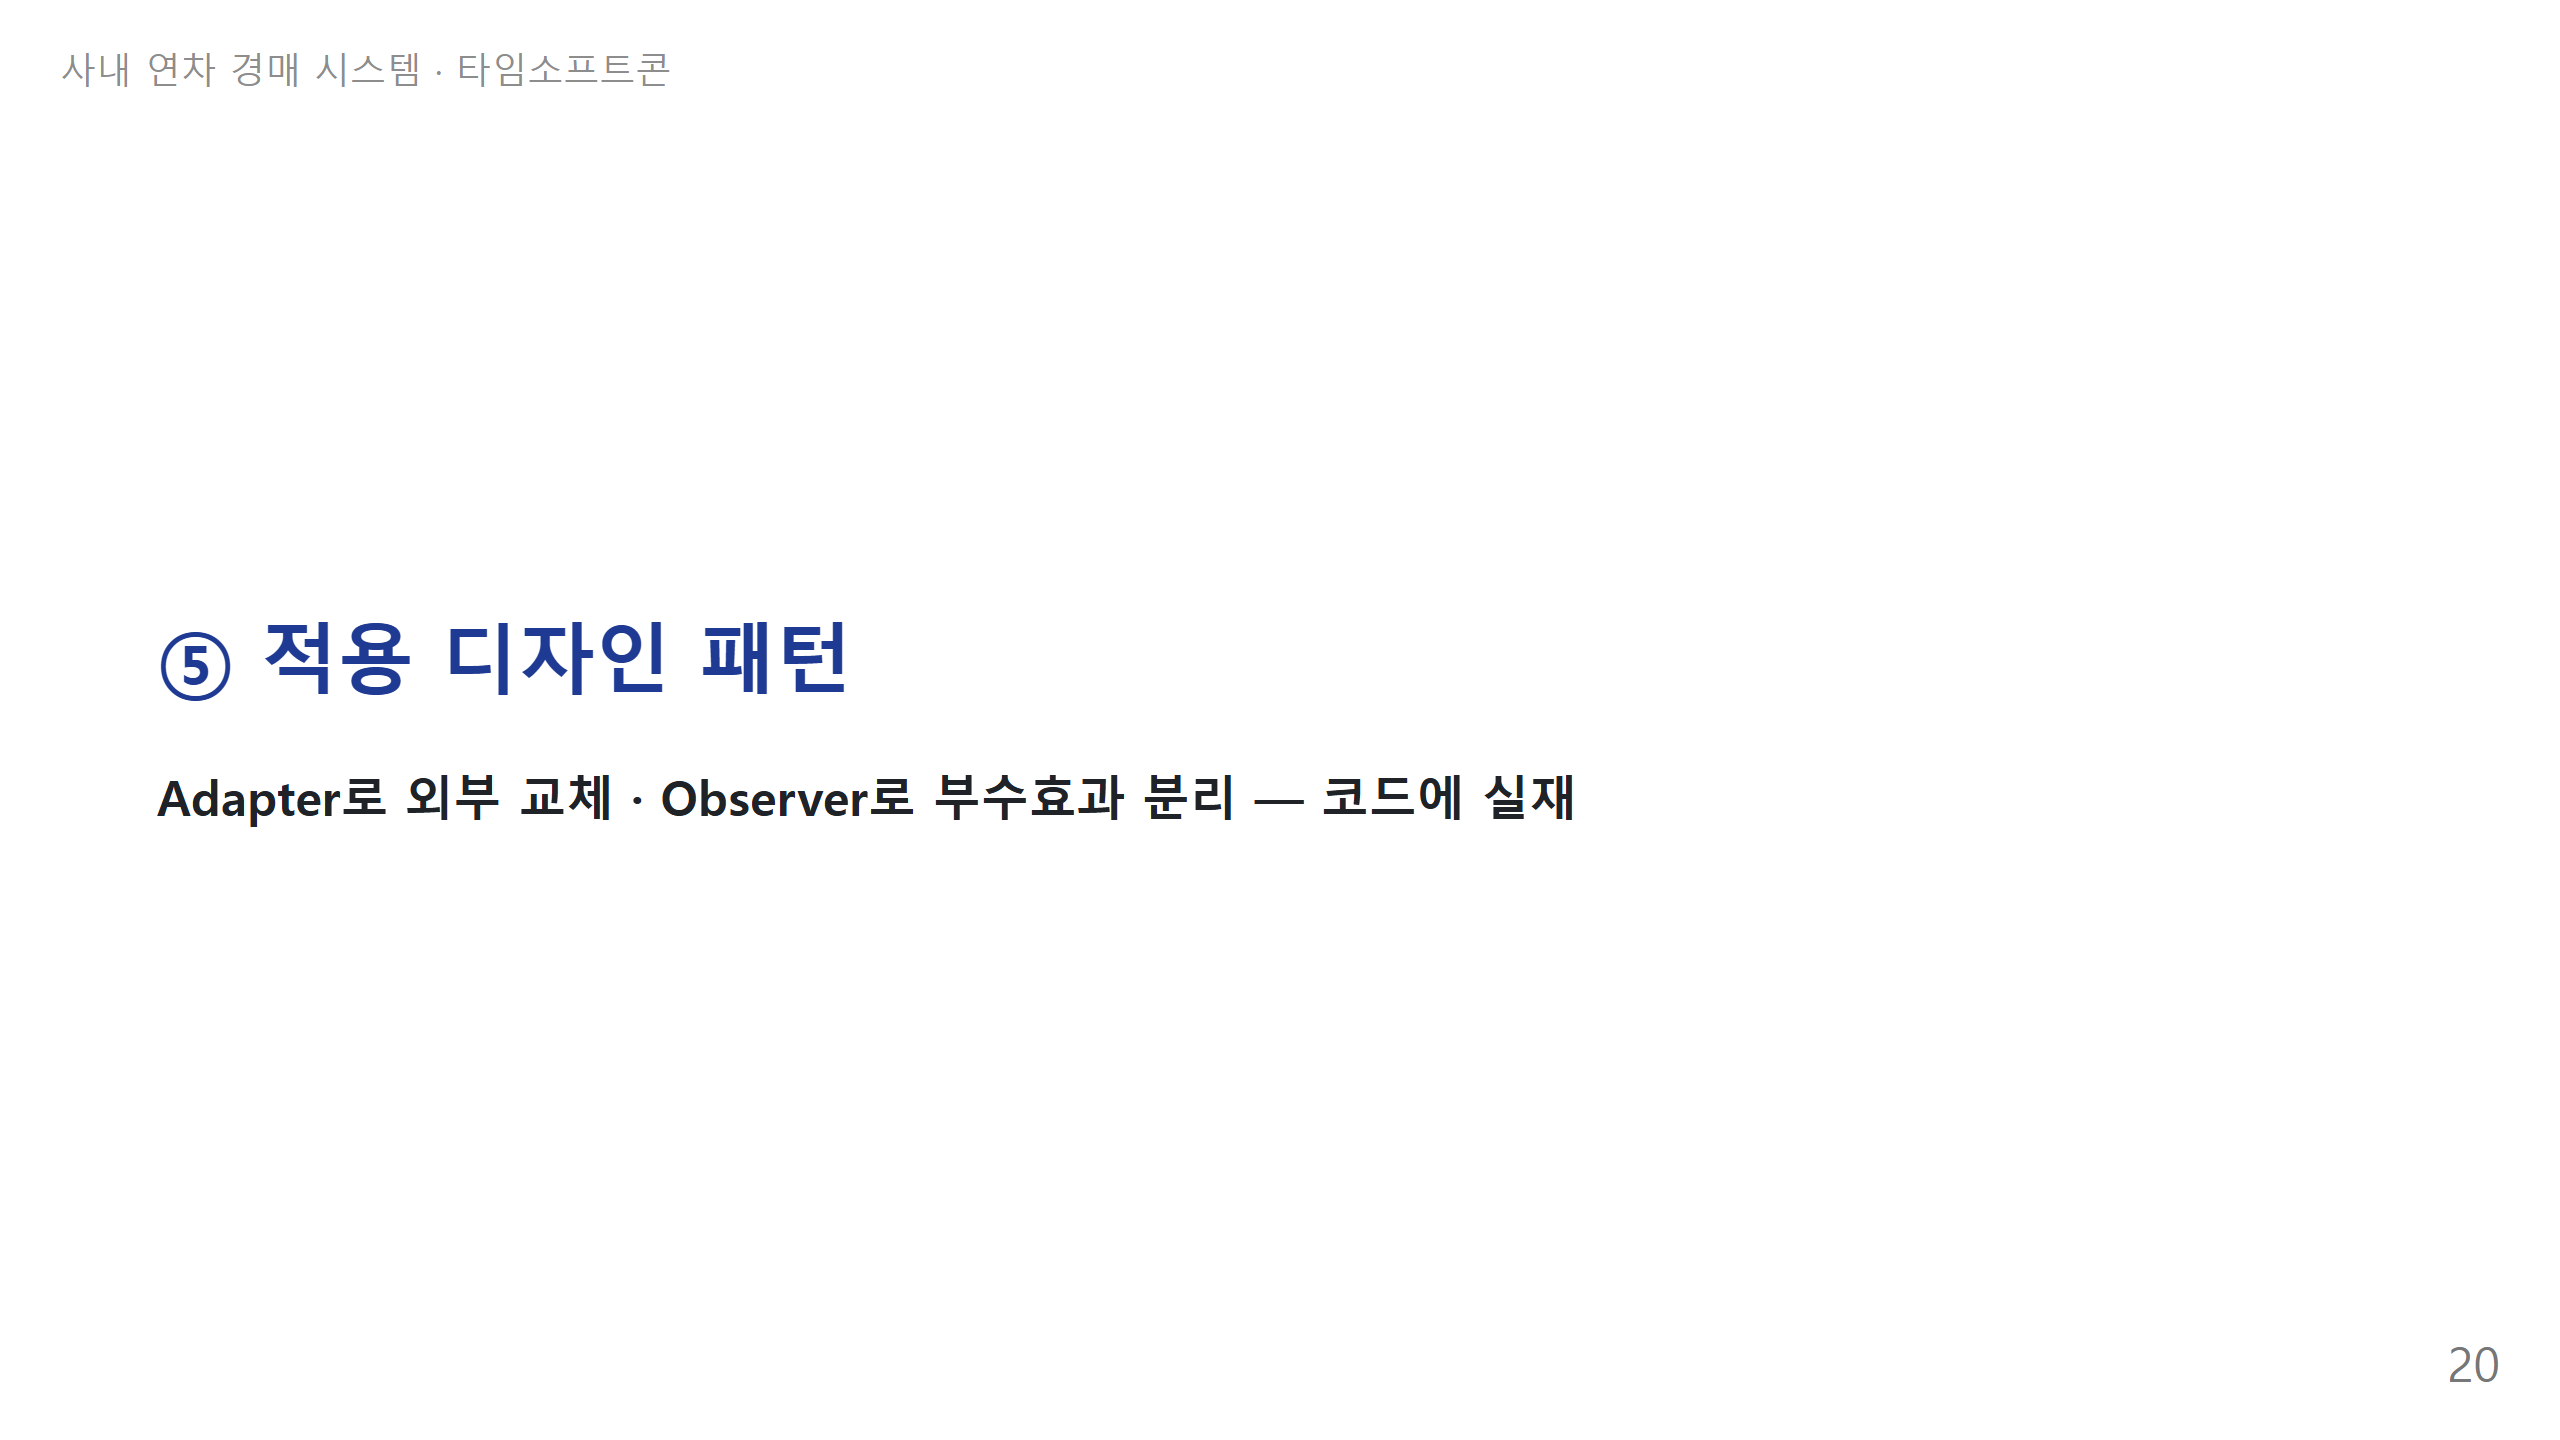 사내 연차 경매 시스템 · 타임소프트콘
⑤ 적용 디자인 패턴
Adapter로 외부 교체 · Observer로 부수효과 분리 — 코드에 실재
20